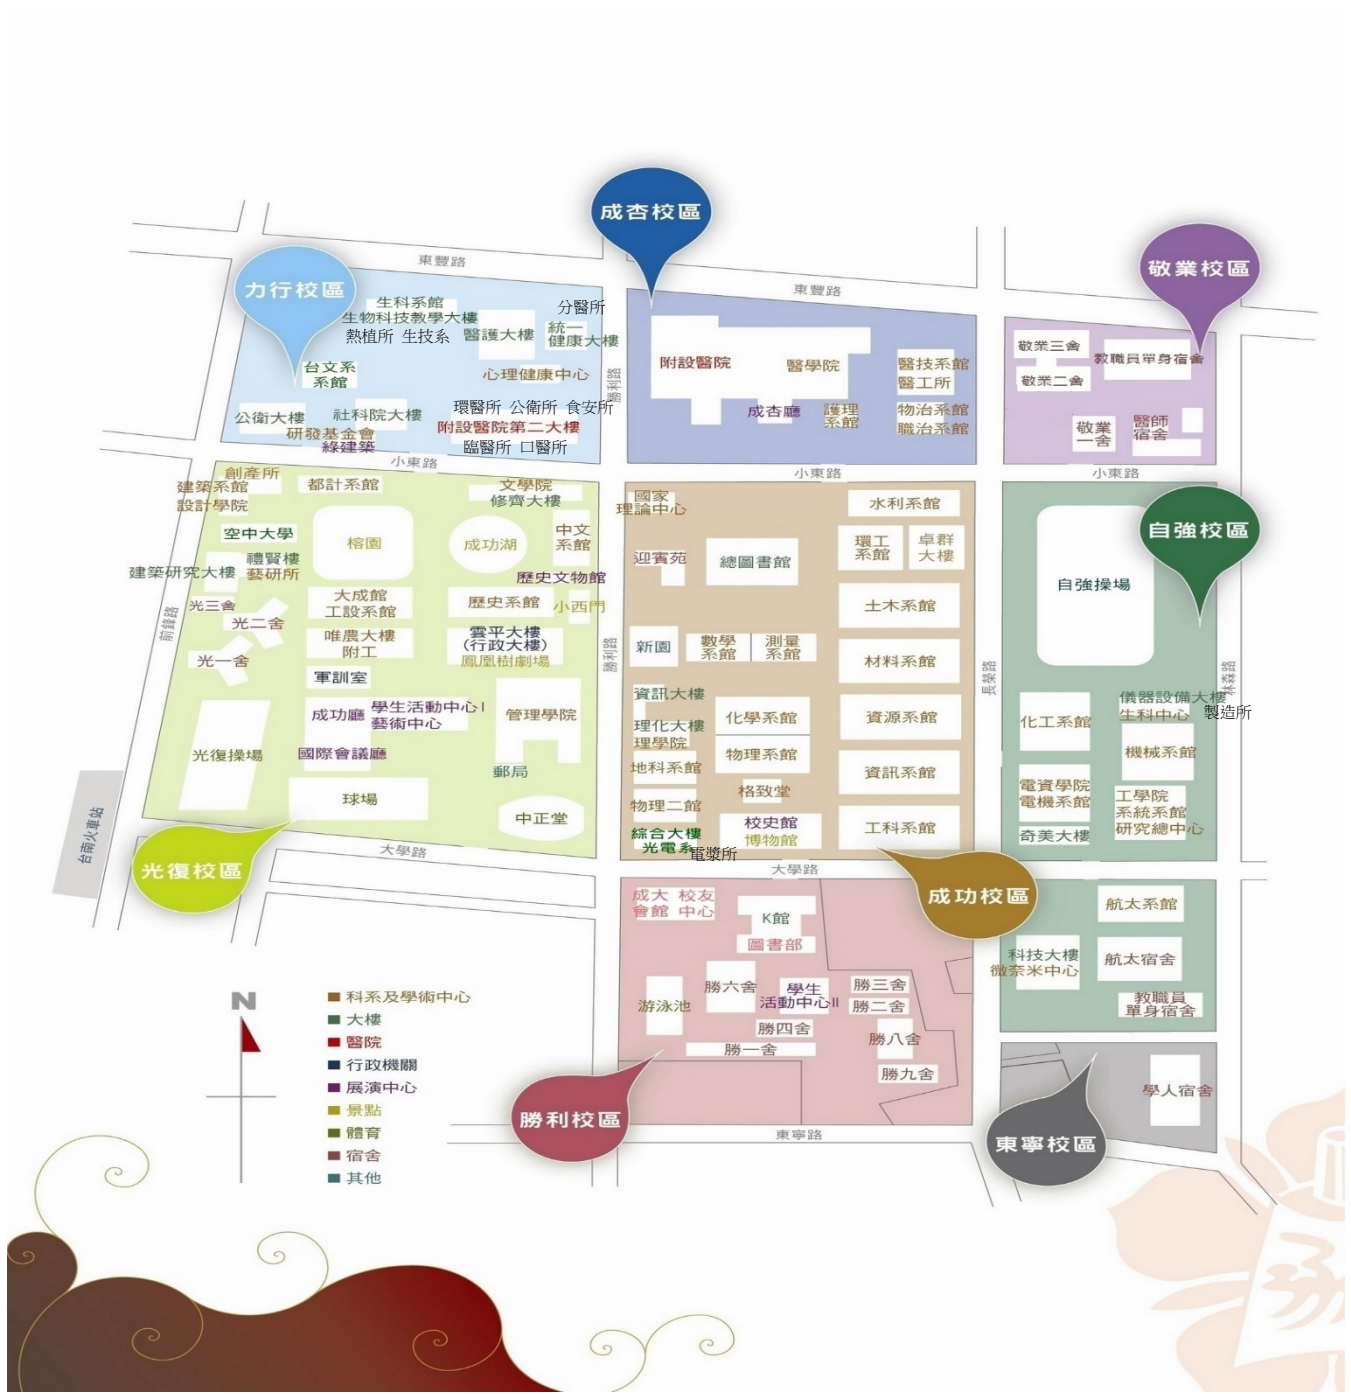 成杏校區
敬業校區
力行校區
東豐路
東豐路
生科系館
生物科技教學大樓
熱植所 生技系
醫護大樓
分醫所
統一
健康大樓
台文系
系館
心理健康中心
公衛大樓
社科院大樓
環醫所 公衛所 食安所
附設醫院第二大樓
臨醫所 口醫所
研發基金會
綠建築
勝利路
附設醫院
醫學院
醫技系館
醫工所
成杏廳
護理
系館
物治系館
職治系館
敬業三舍
敬業二舍
教職員單身宿舍
敬業
一舍
醫師
宿舍
小東路
小東路
小東路
創產所
建築系館
設計學院
都計系館
文學院
修齊大樓
空中大學
榕園
成功湖
中文
系館
建築研究大樓
禮賢樓
藝研所
歷史文物館
光三舍
光二舍
光一舍
大成館
工設系館
歷史系館
小西門
唯農大樓
附工
雲平大樓
(行政大樓)
鳳凰樹劇場
軍訓室
成功廳
學生活動中心I
藝術中心
管理學院
國際會議廳
光復操場
郵局
球場
中正堂
前鋒路
台南火車站
光復校區
大學路
勝利路
國家
理論中心
水利系館
迎賓苑
總圖書館
環工
系館
卓群
大樓
土木系館
新園
數學
系館
測量
系館
材料系館
資訊大樓
理化大樓
理學院
化學系館
資源系館
地科系館
物理系館
資訊系館
物理二館
格致堂
綜合大樓
光電系
電漿所
校史館
博物館
工科系館
大學路
成功校區
長榮路
自強校區
自強操場
林森路
儀器設備大樓
生科中心
製造所
化工系館
機械系館
電資學院
電機系館
工學院
系統系館
研究總中心
奇美大樓
航太系館
科技大樓
微奈米中心
航太宿舍
教職員
單身宿舍
成大
會館
校友
中心
K館
圖書部
游泳池
勝六舍
學生
活動中心II
勝三舍
勝二舍
勝四舍
勝一舍
勝八舍
勝九舍
勝利校區
東寧路
東寧校區
學人宿舍
N
科系及學術中心
大樓
醫院
行政機關
展演中心
景點
體育
宿舍
其他